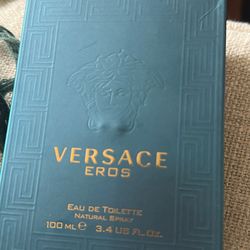 VERSACE
EROS
EAU DE TOILETTE
NATURAL SPRAY
100 ML ℮ 3.4 US FL.OZ.